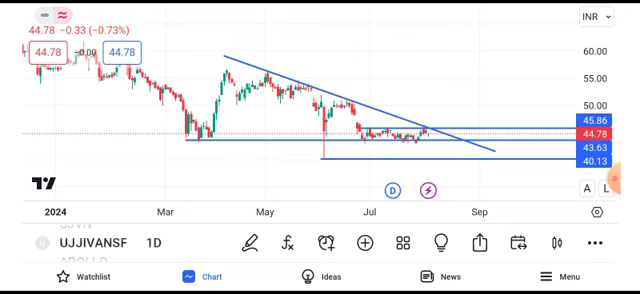 INR
44.78 −0.33 (−0.73%)
44.78 0.00 44.78
60.00
55.00
50.00
45.86
44.78
43.63
40.13
D
A L
2024 Mar May Jul Sep
U UJJIVANSF 1D
Watchlist Chart Ideas News Menu